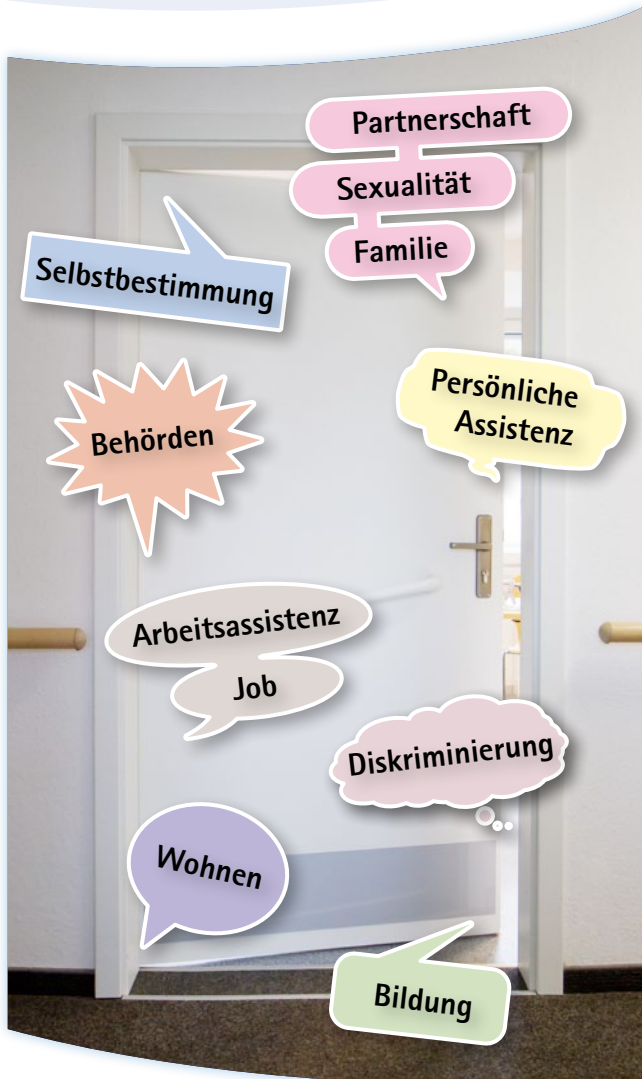 Partnerschaft
Sexualität
Familie
Selbstbestimmung
Persönliche
Assistenz
Behörden
Arbeitsassistenz
Job
Diskriminierung
Wohnen
Bildung